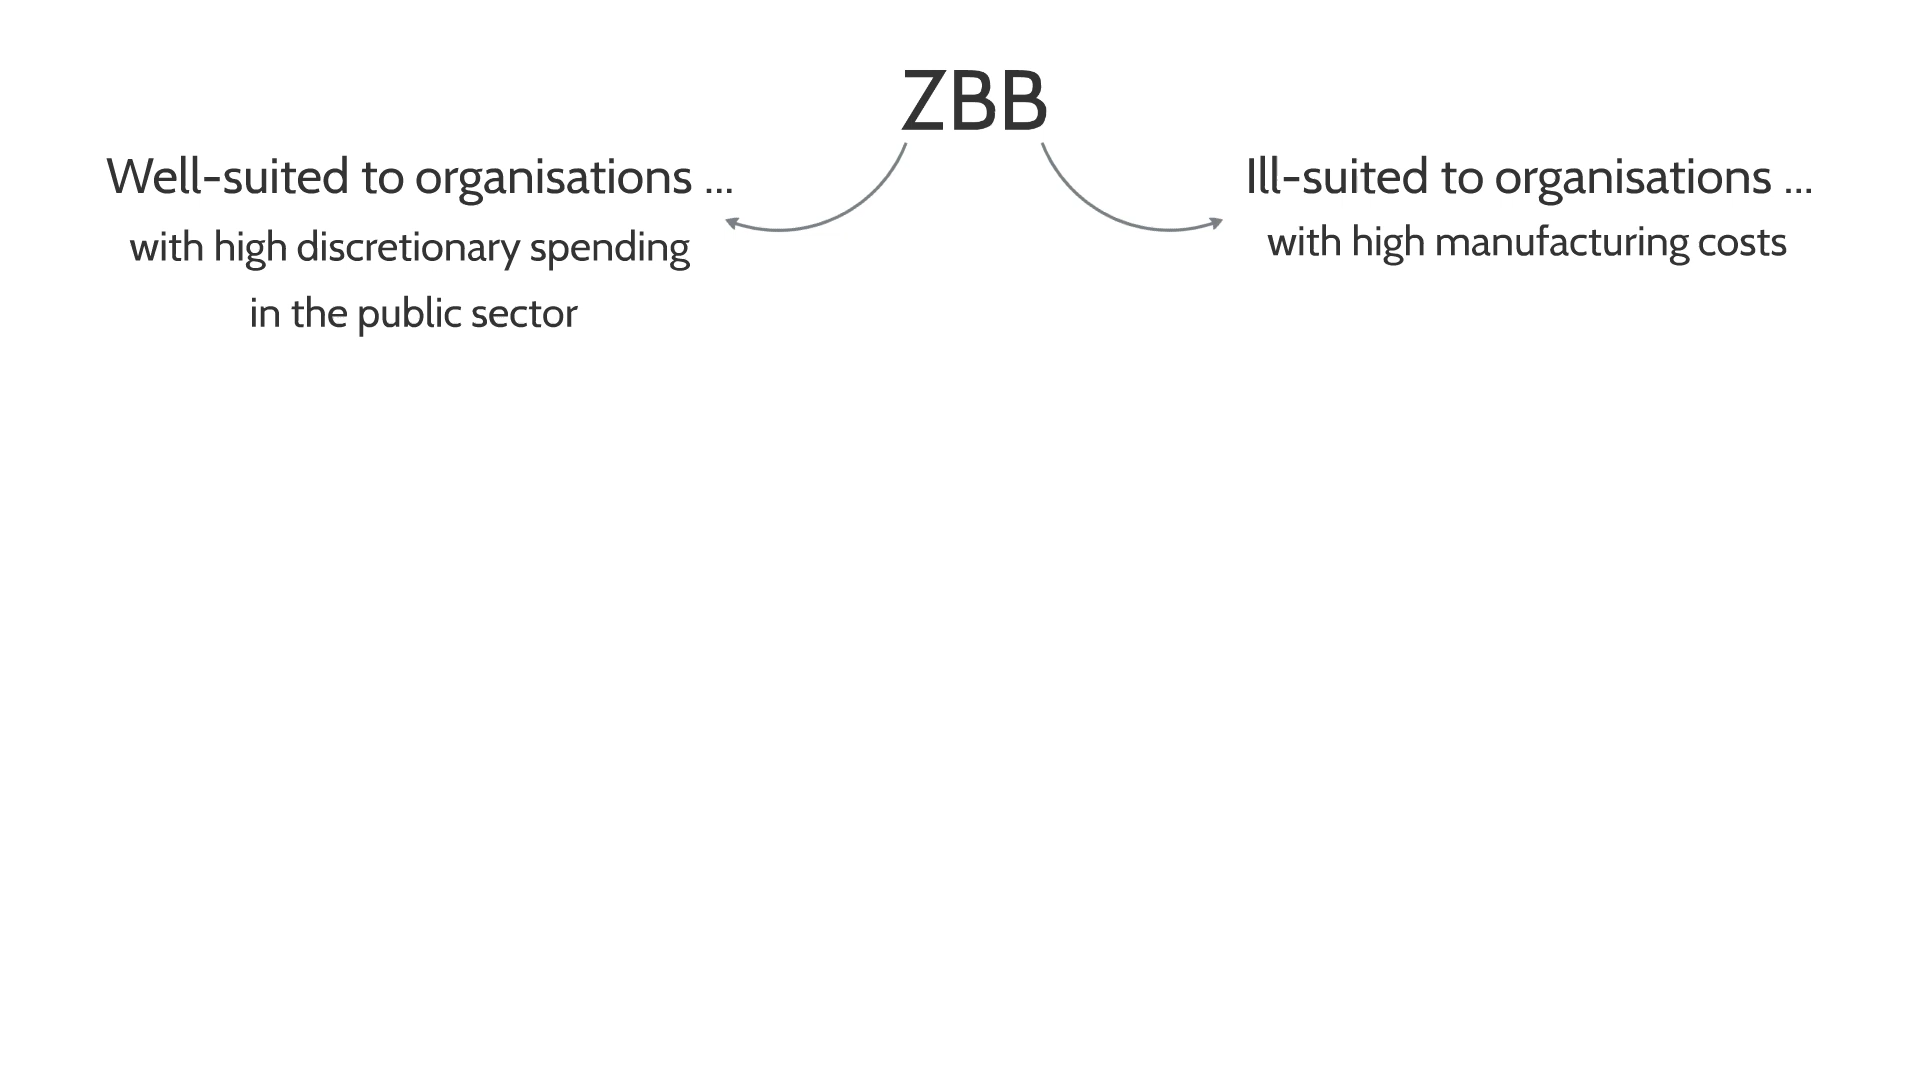 ZBB
Well-suited to organisations ...
with high discretionary spending
in the public sector
Ill-suited to organisations ...
with high manufacturing costs